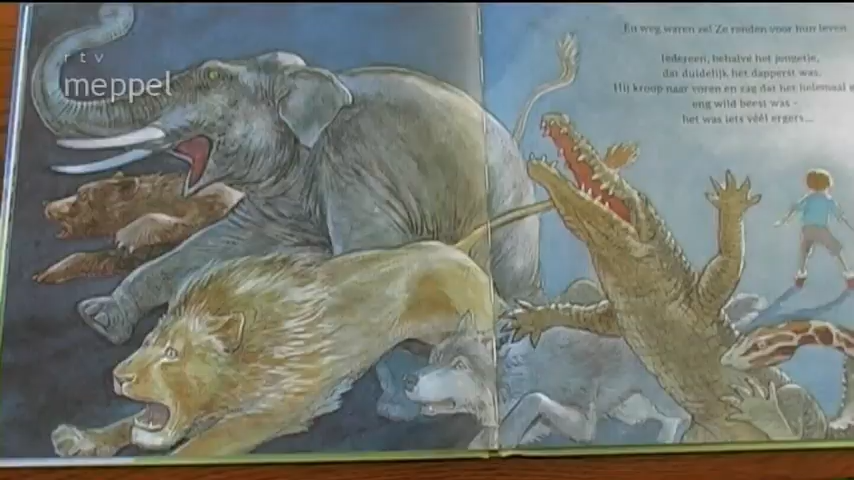 rtv
meppel
En weg waren ze! Ze renden voor hun leven
Iedereen, behalve het jongetje,
dat duidelijk het dapperst was.
Hij kroop naar voren en zag dat het helemaal g
eng wild beest was -
het was iets véél ergers...